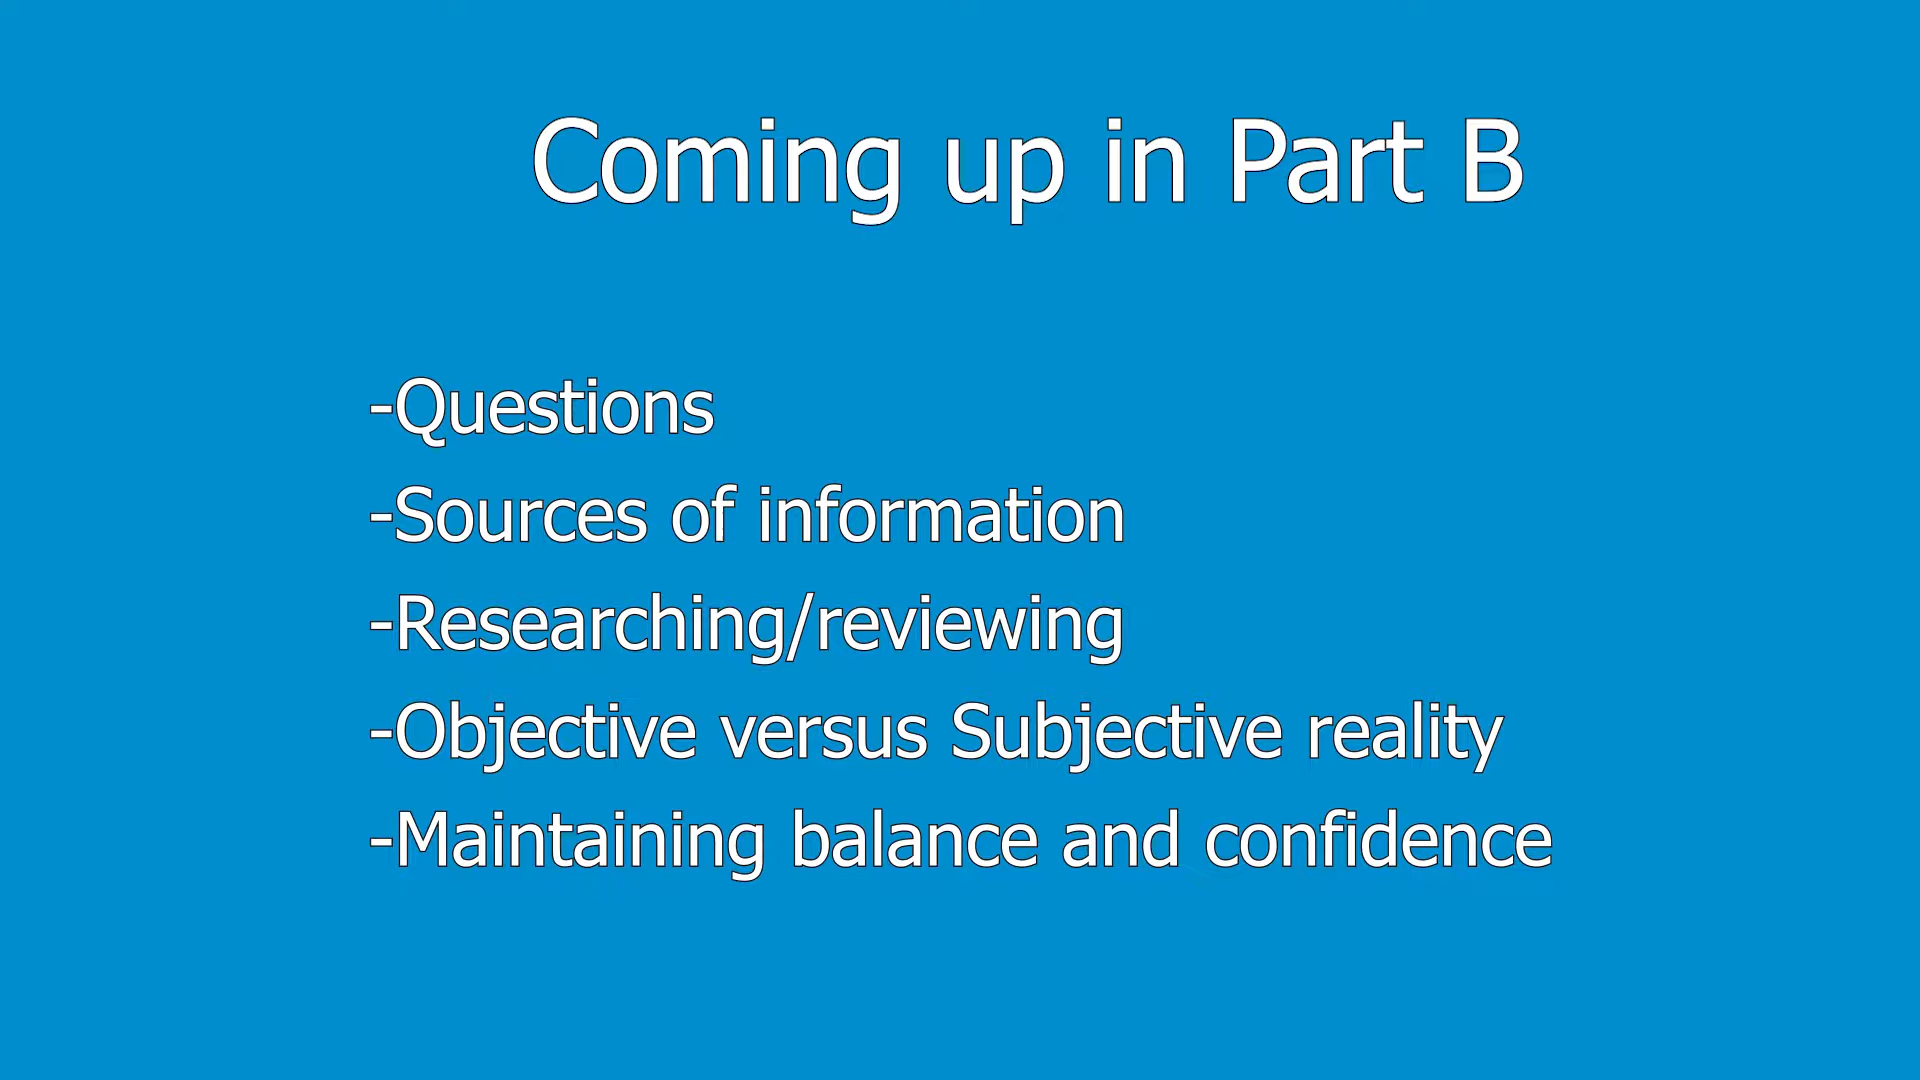 Coming up in Part B
-Questions
-Sources of information
-Researching/reviewing
-Objective versus Subjective reality
-Maintaining balance and confidence